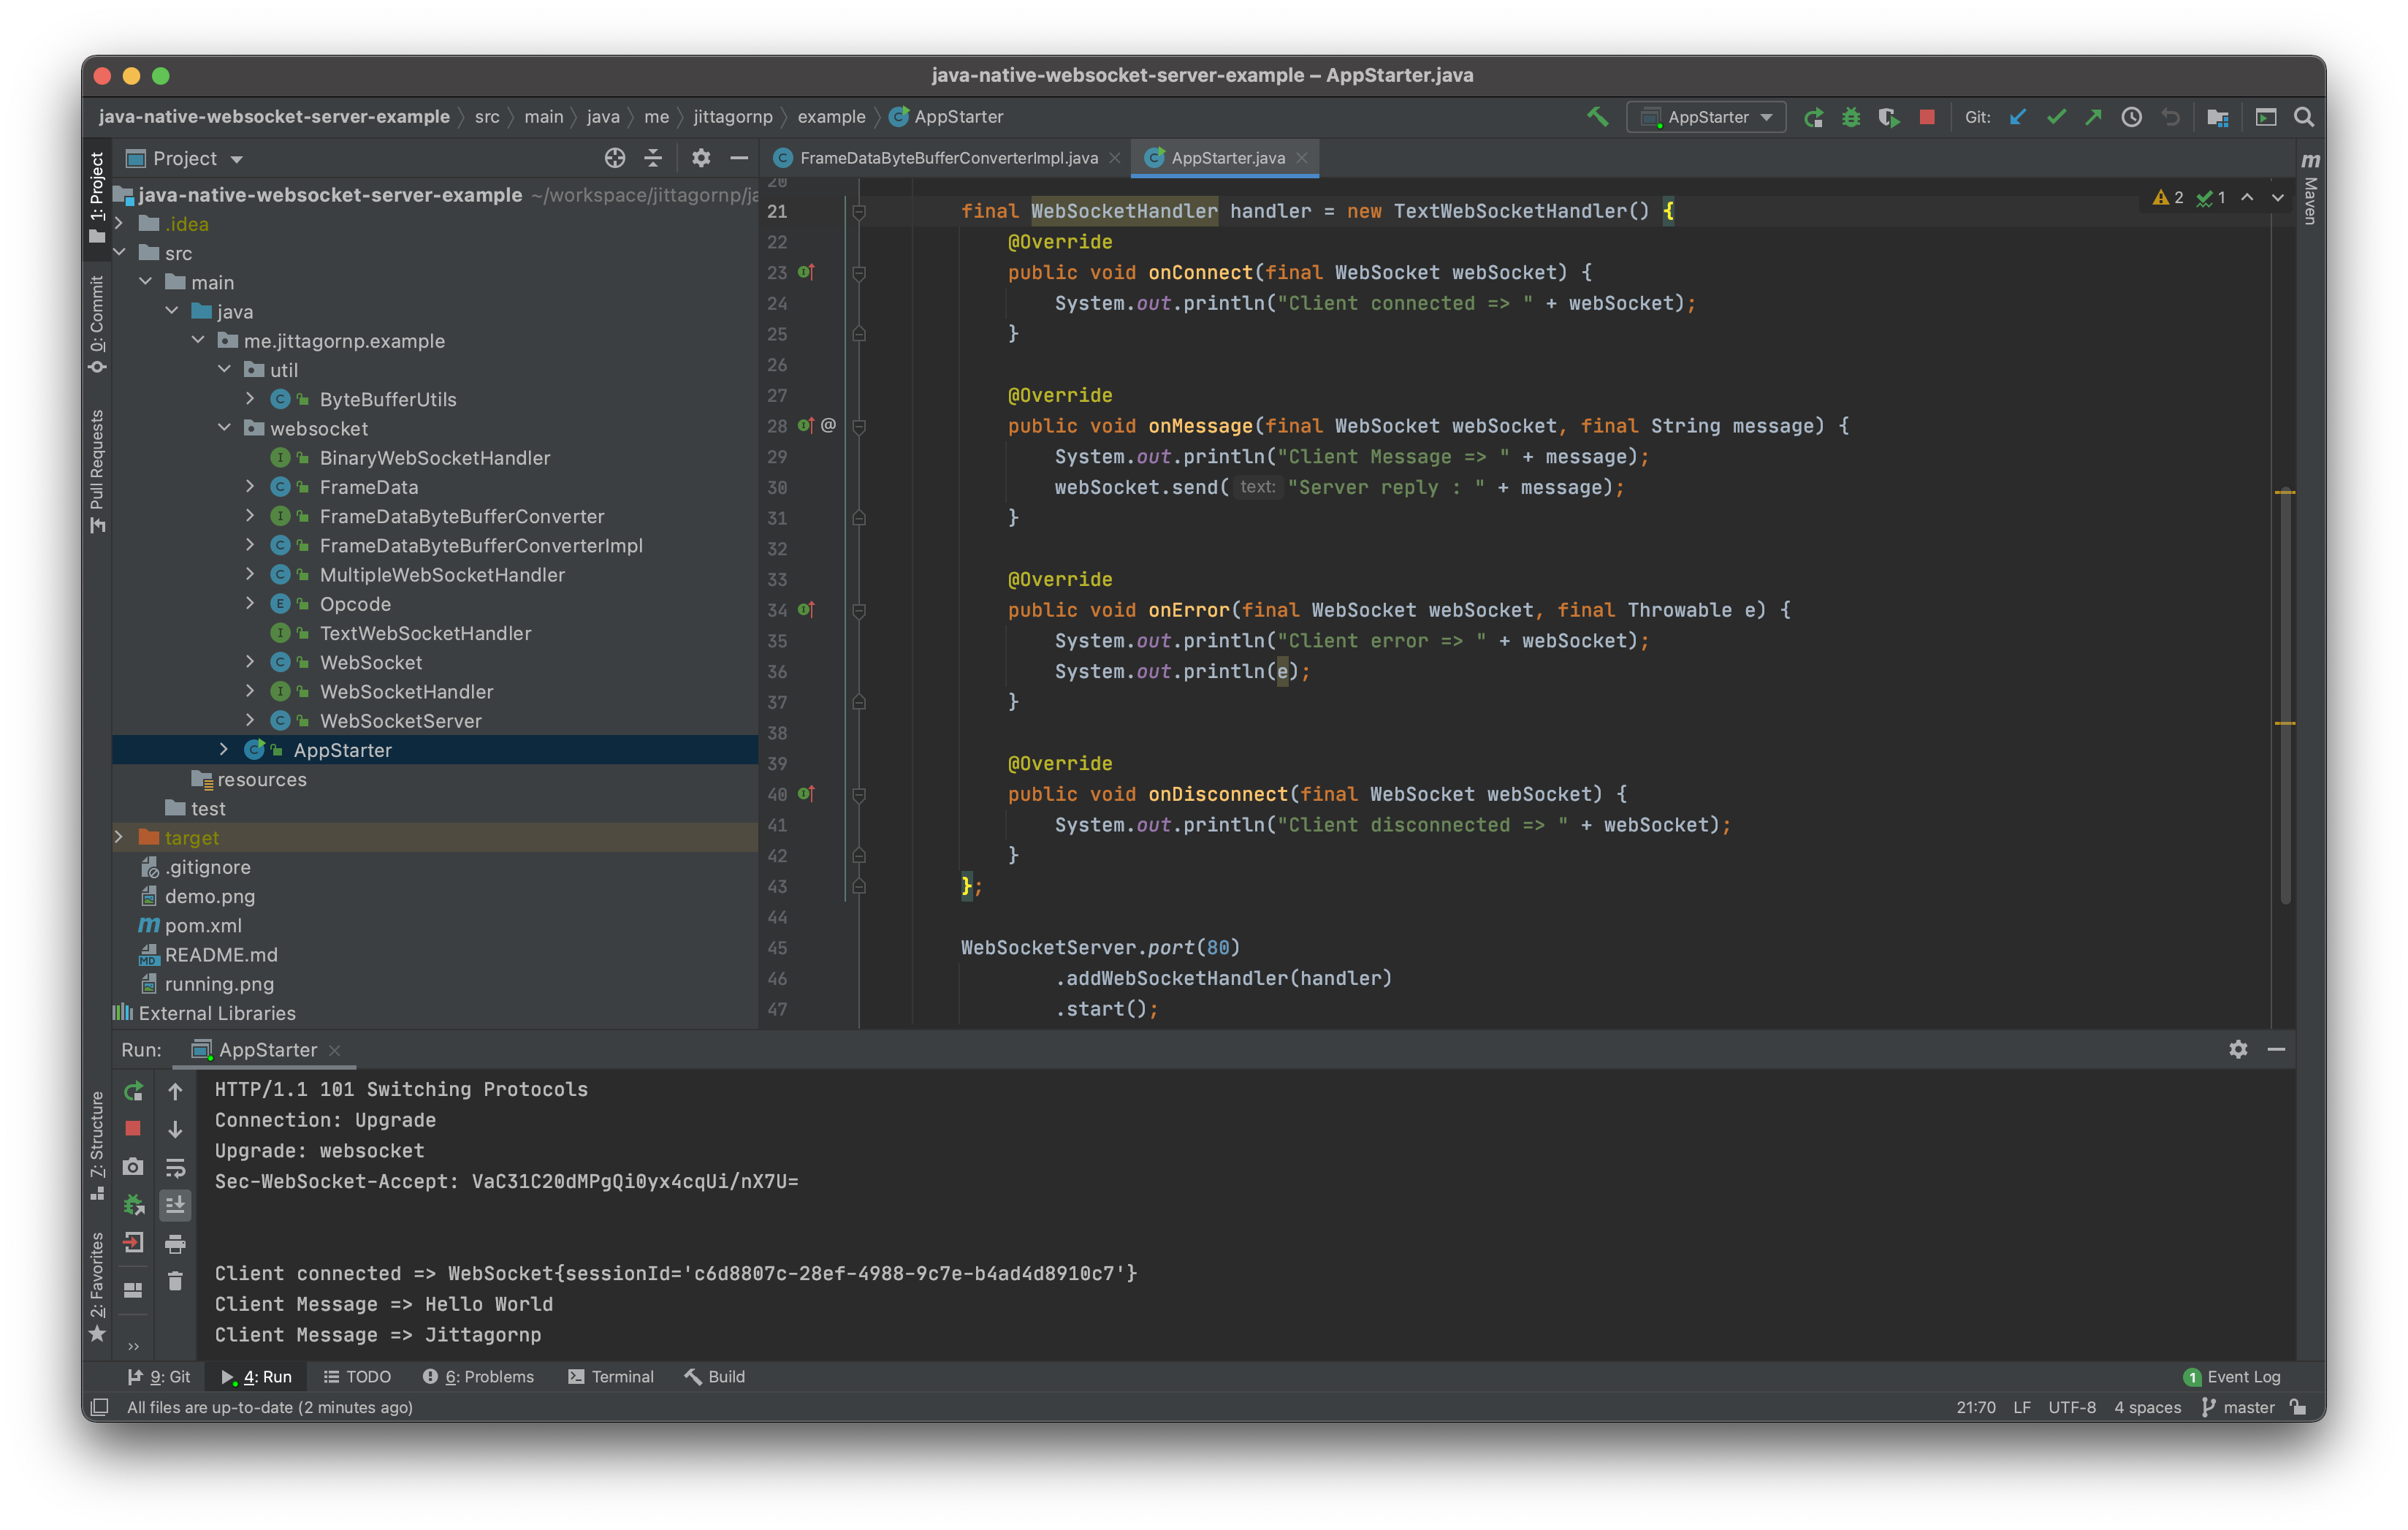 java-native-websocket-server-example – AppStarter.java
java-native-websocket-server-example src main java me jittagornp example AppStarter
AppStarter Git:
1: Project
0: Commit
Pull Requests
7: Structure
2: Favorites
Project
java-native-websocket-server-example ~/workspace/jittagornp/ja
.idea
src
main
java
me.jittagornp.example
util
ByteBufferUtils
websocket
BinaryWebSocketHandler
FrameData
FrameDataByteBufferConverter
FrameDataByteBufferConverterImpl
MultipleWebSocketHandler
Opcode
TextWebSocketHandler
WebSocket
WebSocketHandler
WebSocketServer
AppStarter
resources
test
target
.gitignore
demo.png
pom.xml
README.md
running.png
External Libraries
FrameDataByteBufferConverterImpl.java AppStarter.java
Maven
2 1
20
21 final WebSocketHandler handler = new TextWebSocketHandler() {
22 @Override
23 public void onConnect(final WebSocket webSocket) {
24 System.out.println("Client connected => " + webSocket);
25 }
26
27 @Override
28 @ public void onMessage(final WebSocket webSocket, final String message) {
29 System.out.println("Client Message => " + message);
30 webSocket.send( text: "Server reply : " + message);
31 }
32
33 @Override
34 public void onError(final WebSocket webSocket, final Throwable e) {
35 System.out.println("Client error => " + webSocket);
36 System.out.println(e);
37 }
38
39 @Override
40 public void onDisconnect(final WebSocket webSocket) {
41 System.out.println("Client disconnected => " + webSocket);
42 }
43 };
44
45 WebSocketServer.port(80)
46 .addWebSocketHandler(handler)
47 .start();
Run: AppStarter
HTTP/1.1 101 Switching Protocols
Connection: Upgrade
Upgrade: websocket
Sec-WebSocket-Accept: VaC31C20dMPgQi0yx4cqUi/nX7U=
Client connected => WebSocket{sessionId='c6d8807c-28ef-4988-9c7e-b4ad4d8910c7'}
Client Message => Hello World
Client Message => Jittagornp
9: Git 4: Run TODO 6: Problems Terminal Build 1 Event Log
All files are up-to-date (2 minutes ago) 21:70 LF UTF-8 4 spaces master